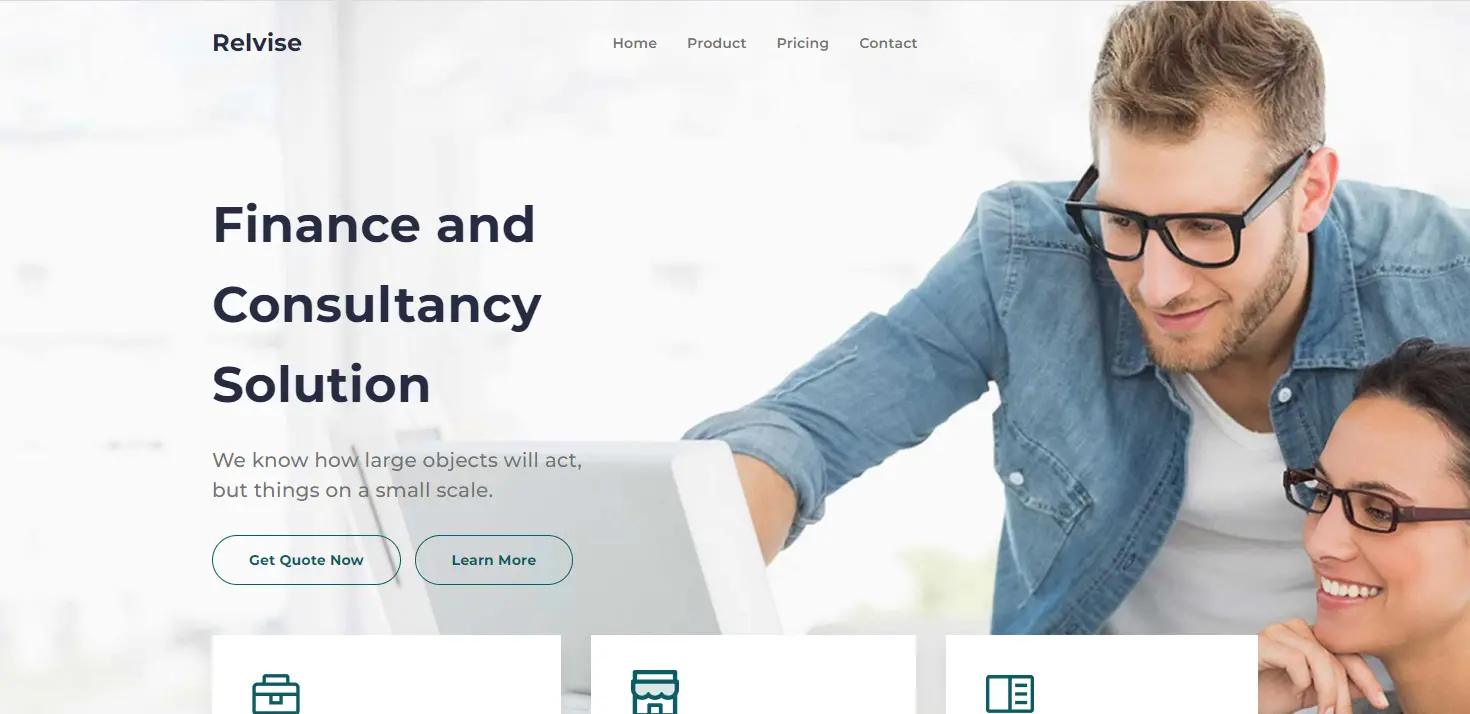 Relvise
Home Product Pricing Contact
Finance and
Consultancy
Solution
We know how large objects will act,
but things on a small scale.
Get Quote Now Learn More